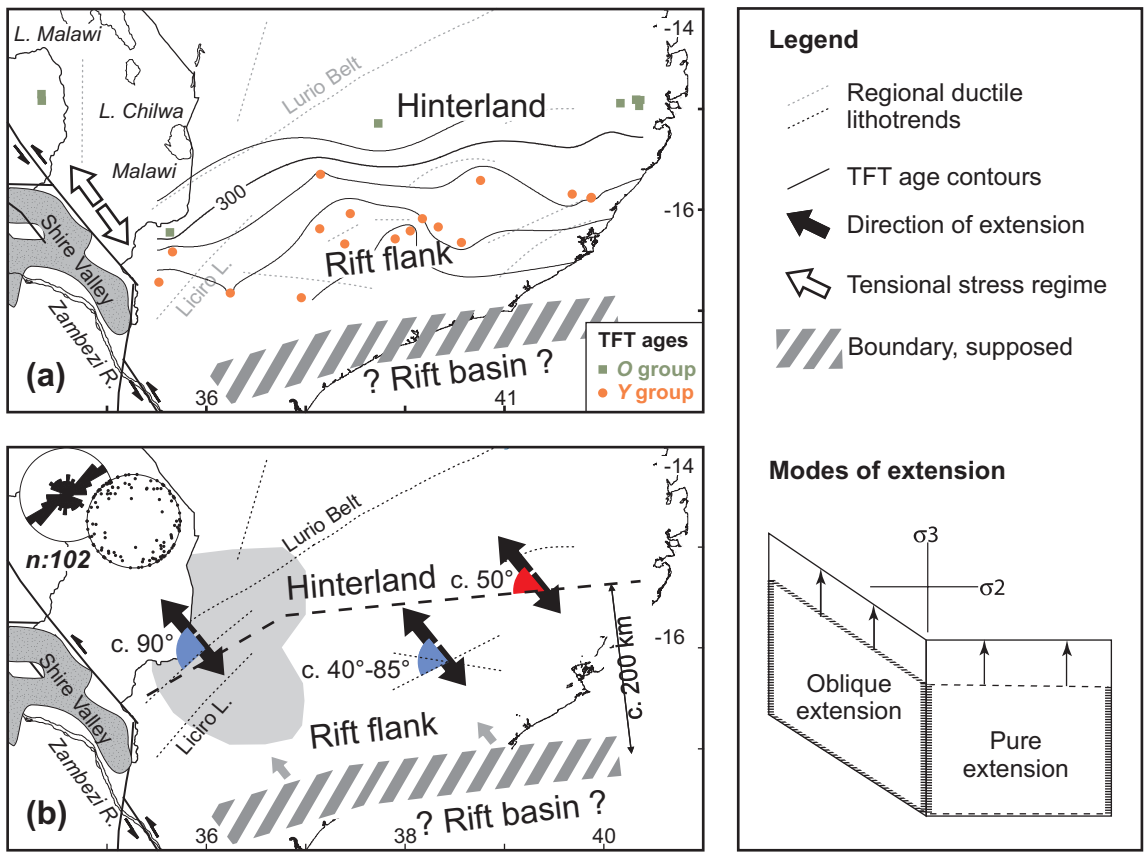 L. Malawi
-14
Lurio Belt
L. Chilwa
Hinterland
Malawi
300
-16
Shire Valley
Rift flank
Liciro L.
Zambezi R.
(a)
? Rift basin ?
TFT ages
O group
Y group
36
38
41
-14
Lurio Belt
n:102
Hinterland
c. 50°
c. 90°
-16
c. 40°-85°
c. 200 km
Shire Valley
Liciro L.
Rift flank
Zambezi R.
(b)
? Rift basin ?
36
38
40
Legend
Regional ductile
lithotrends
TFT age contours
Direction of extension
Tensional stress regime
Boundary, supposed
Modes of extension
σ3
σ2
Oblique
extension
Pure
extension